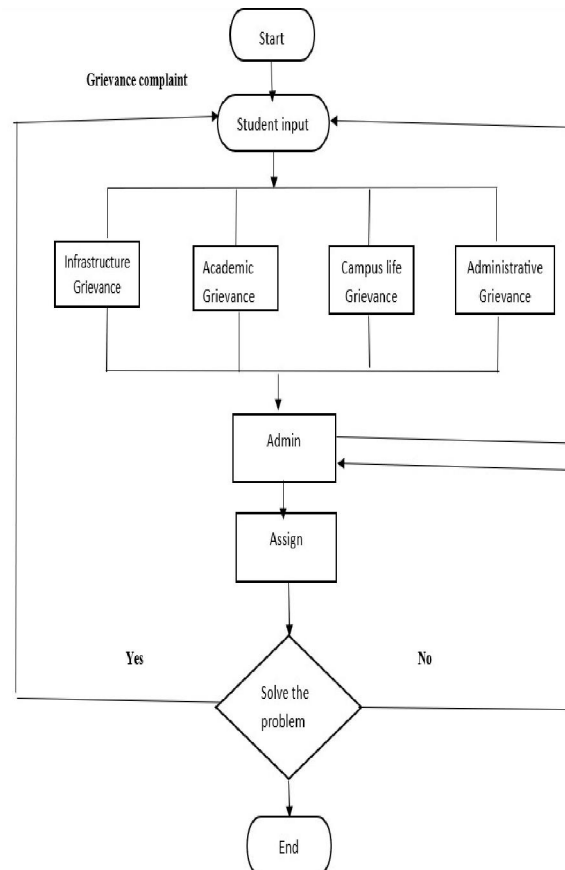 Start
Grievance complaint
Student input
Infrastructure
Grievance
Academic
Grievance
Campus life
Grievance
Administrative
Grievance
Admin
Assign
Yes
No
Solve the
problem
End